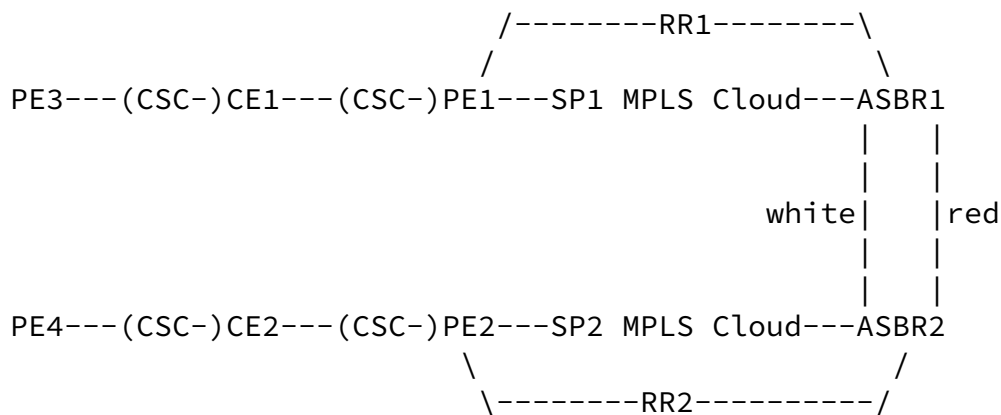 /--------RR1--------\
/ \
PE3---(CSC-)CE1---(CSC-)PE1---SP1 MPLS Cloud---ASBR1
| |
| |
white| |red
| |
| |
PE4---(CSC-)CE2---(CSC-)PE2---SP2 MPLS Cloud---ASBR2
\ /
\--------RR2----------/